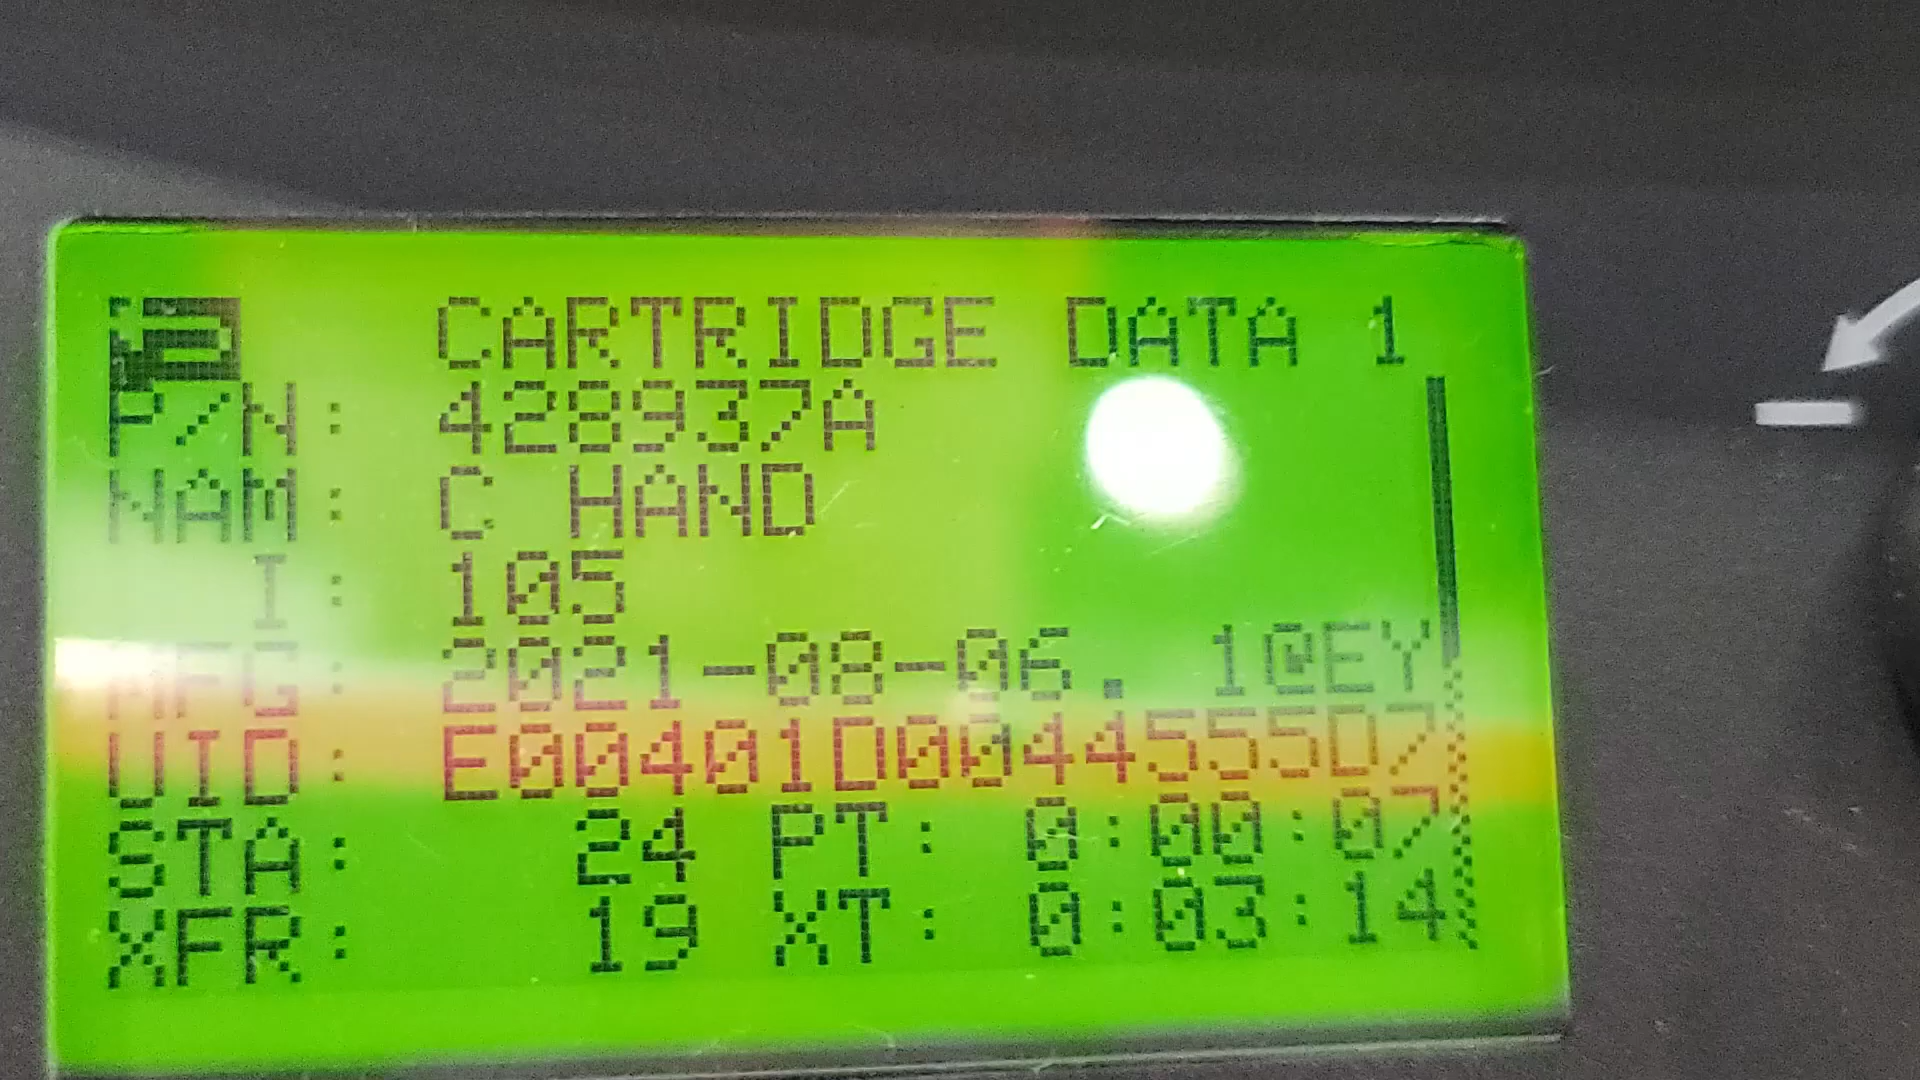 CARTRIDGE DATA 1
P/N: 428937A
NAM: C HAND
I: 105
MFG: 2021-08-06. 1@EY
UID: E00401D0044555D7
STA: 24 PT: 0:00:07
XFR: 19 XT: 0:03:14